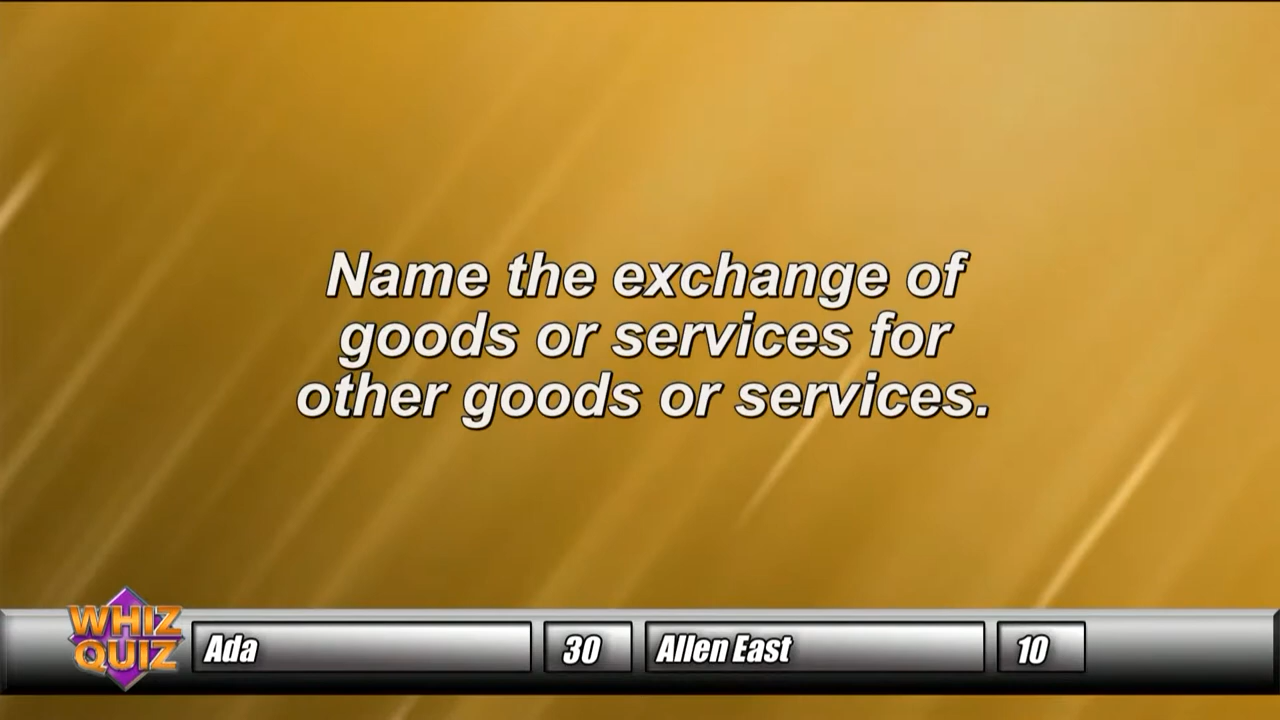 Name the exchange of
goods or services for
other goods or services.
WHIZ
QUIZ
Ada 30 Allen East 10